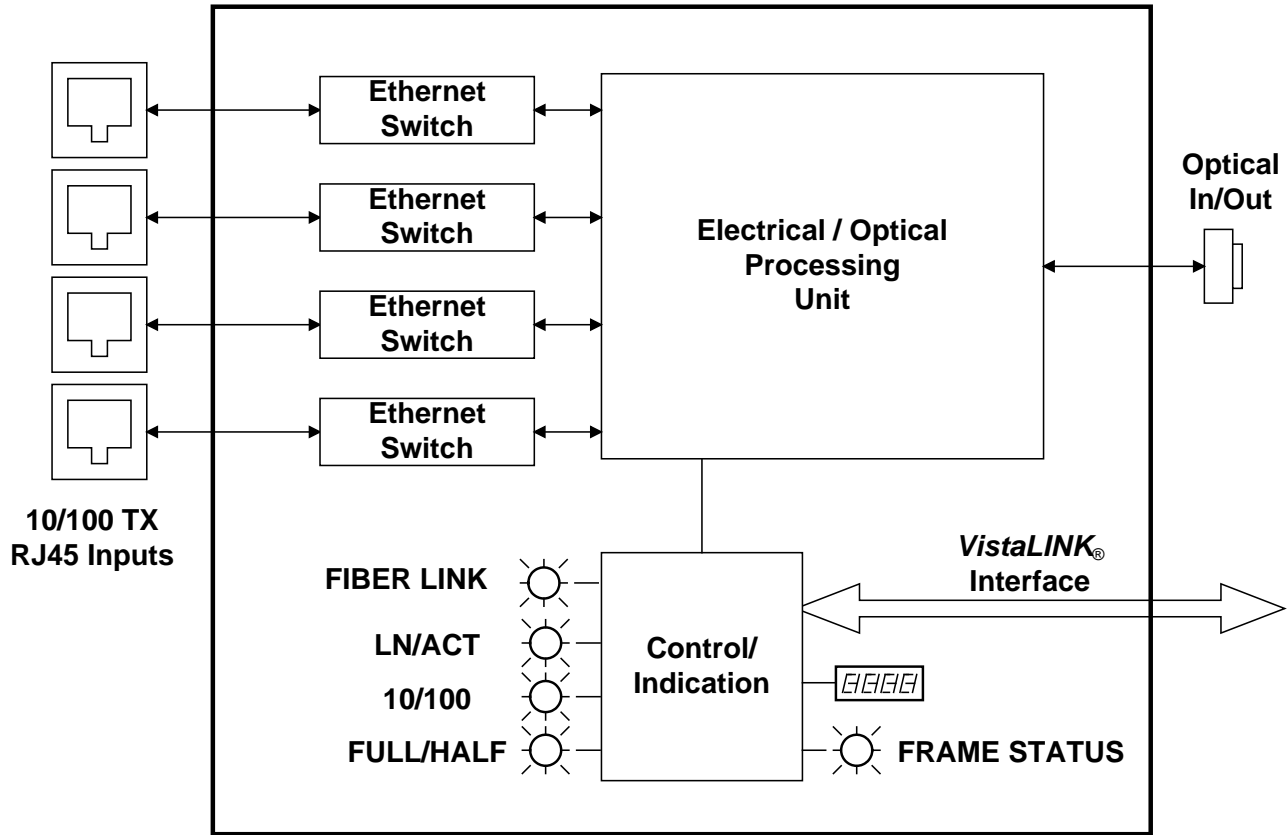 Ethernet
Switch
Ethernet
Switch
Ethernet
Switch
Ethernet
Switch
Electrical / Optical
Processing
Unit
Optical
In/Out
10/100 TX
RJ45 Inputs
VistaLINK®
Interface
FIBER LINK
LN/ACT
10/100
FULL/HALF
Control/
Indication
FRAME STATUS